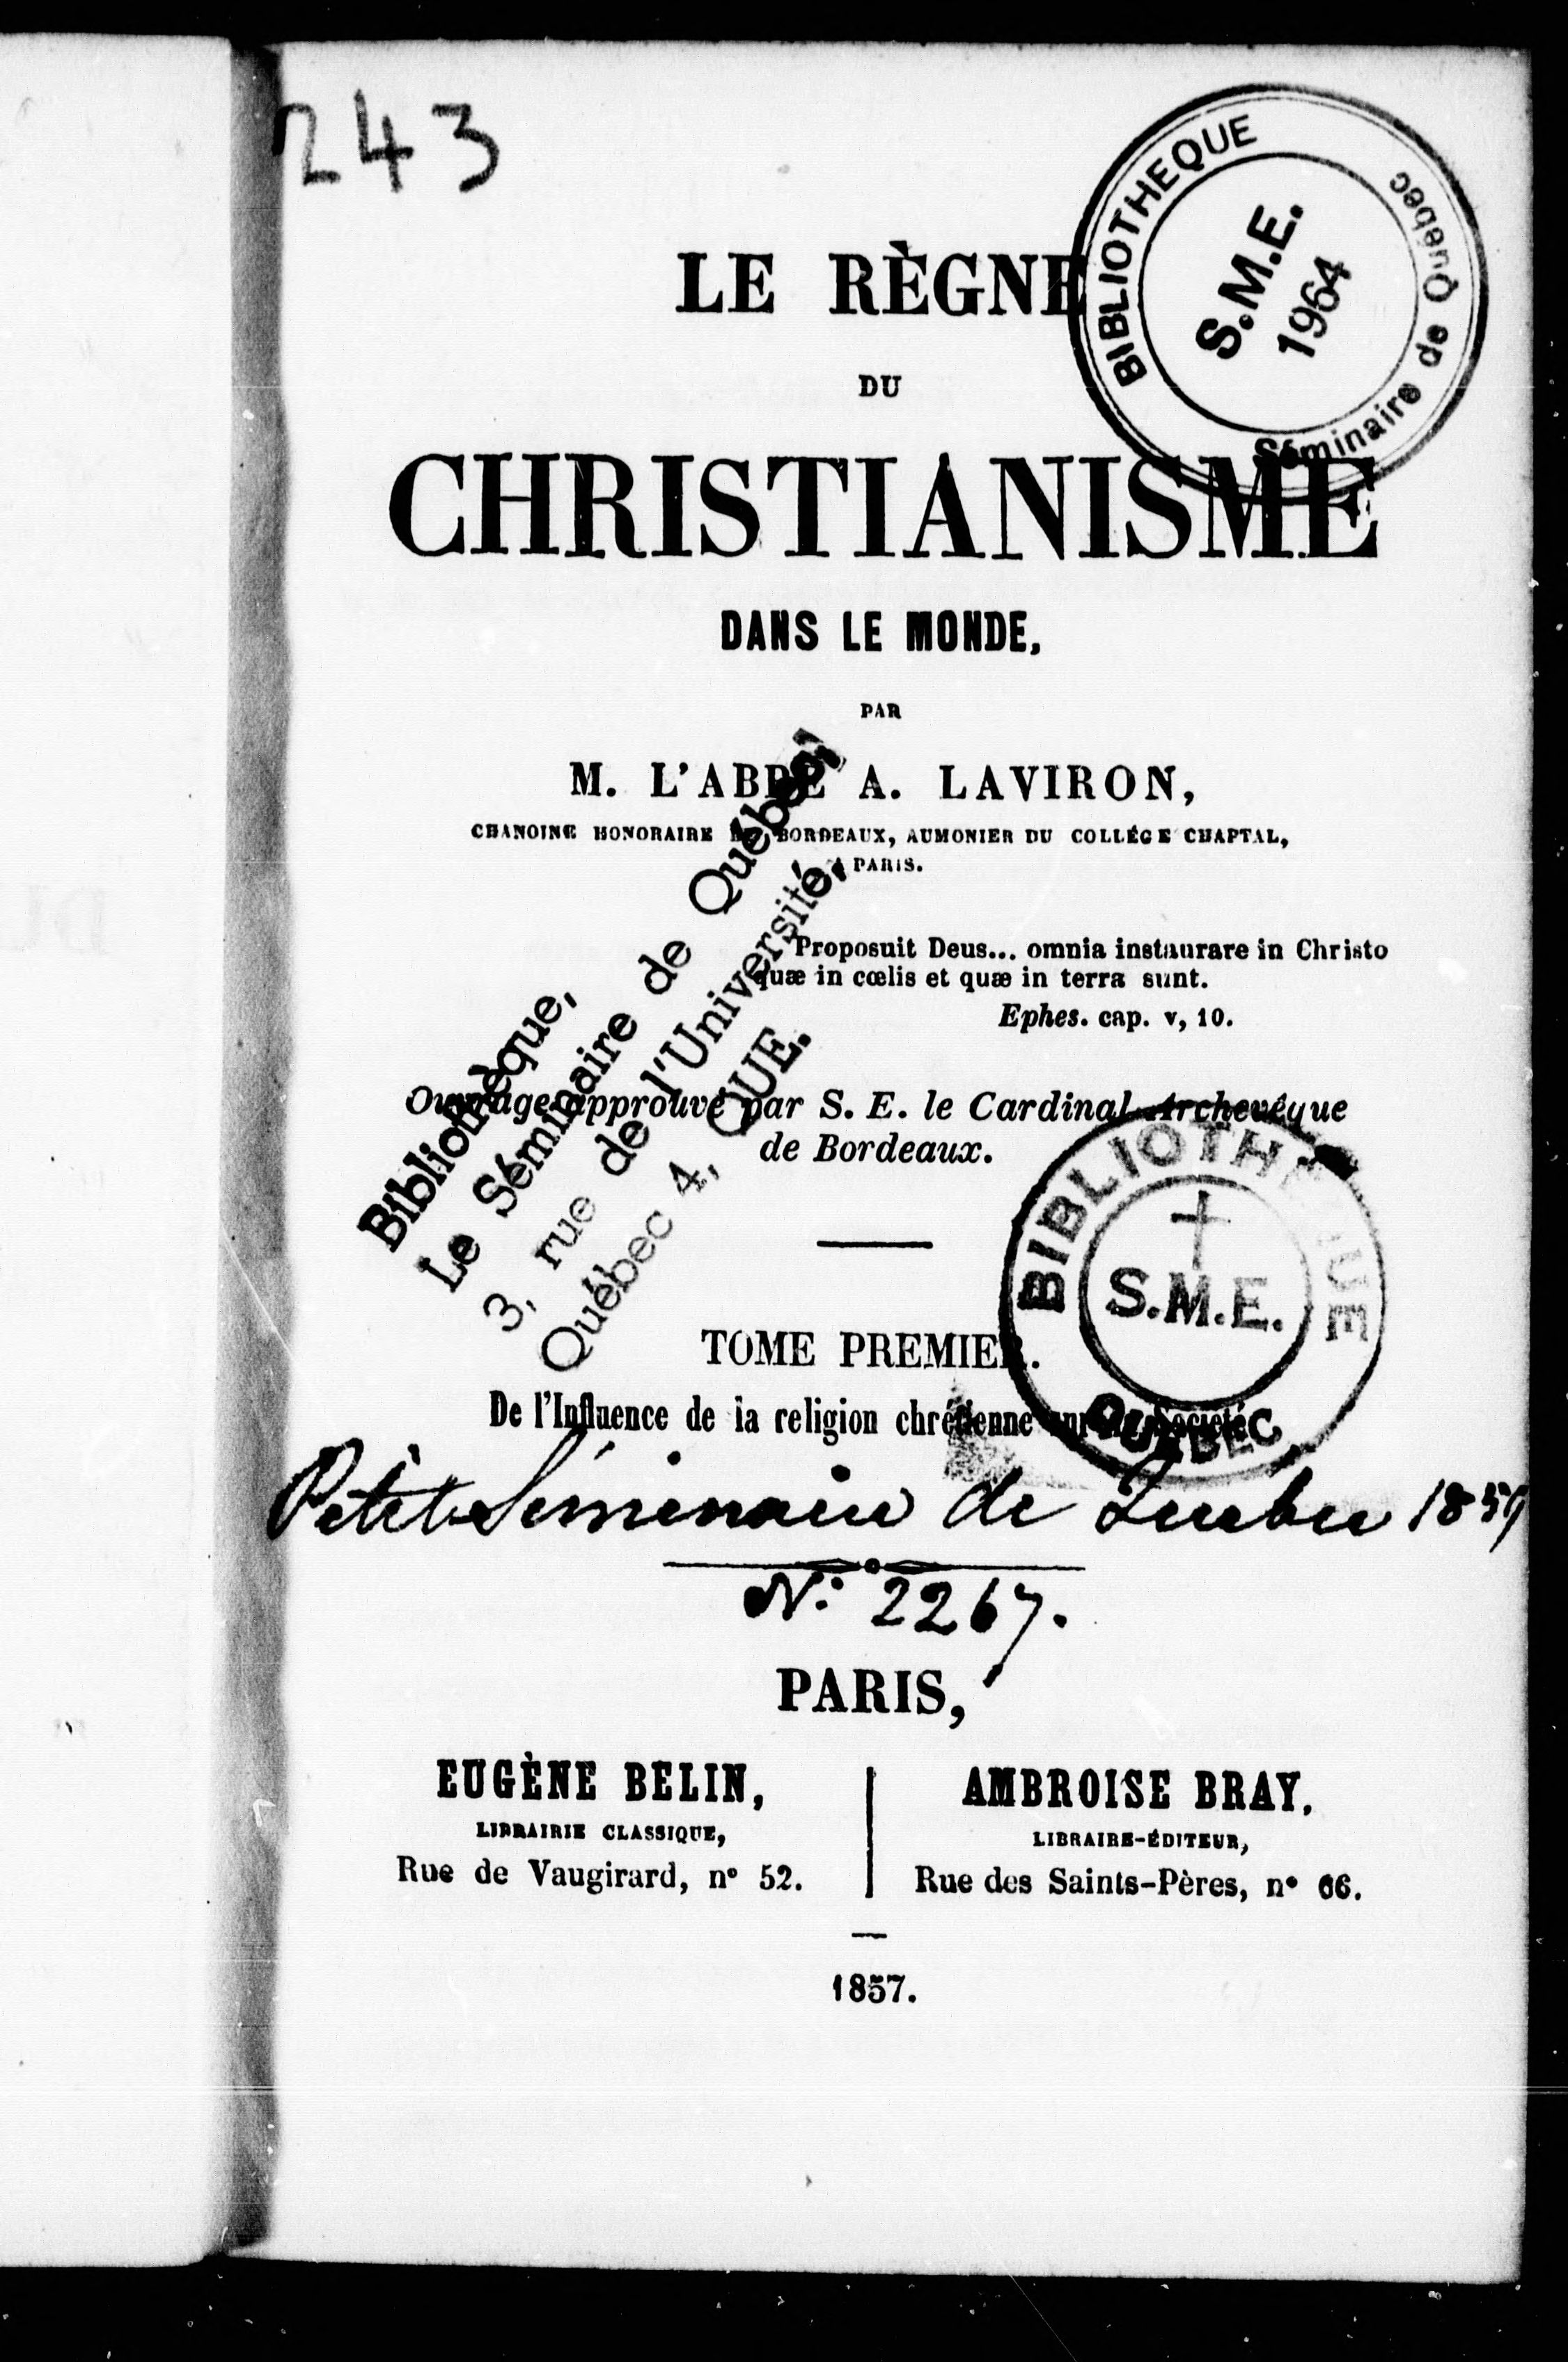 243
BIBLIOTHEQUE
S.M.E.
1964
Séminaire de Québec
LE RÈGNE
DU
CHRISTIANISME
DANS LE MONDE,
PAR
M. L'ABBÉ A. LAVIRON,
CHANOINE HONORAIRE DE BORDEAUX, AUMONIER DU COLLÉGE CHAPTAL,
A PARIS.
Proposuit Deus... omnia instaurare in Christo
quæ in cœlis et quæ in terra sunt.
Ephes. cap. v, 10.
Bibliothèque,
Le Séminaire de Québec,
3, rue de l'Université,
Québec 4, QUE.
Ouvrage approuvé par S. E. le Cardinal-Archevêque
de Bordeaux.
BIBLIOTHEQUE
S.M.E.
QUEBEC
TOME PREMIER.
De l'Influence de la religion chrétienne sur la Société
Petit Séminaire de Quebec 1859
N: 2267.
PARIS,
EUGÈNE BELIN,
LIBRAIRIE CLASSIQUE,
Rue de Vaugirard, n° 52.
AMBROISE BRAY,
LIBRAIRE-ÉDITEUR,
Rue des Saints-Pères, n° 66.
1857.